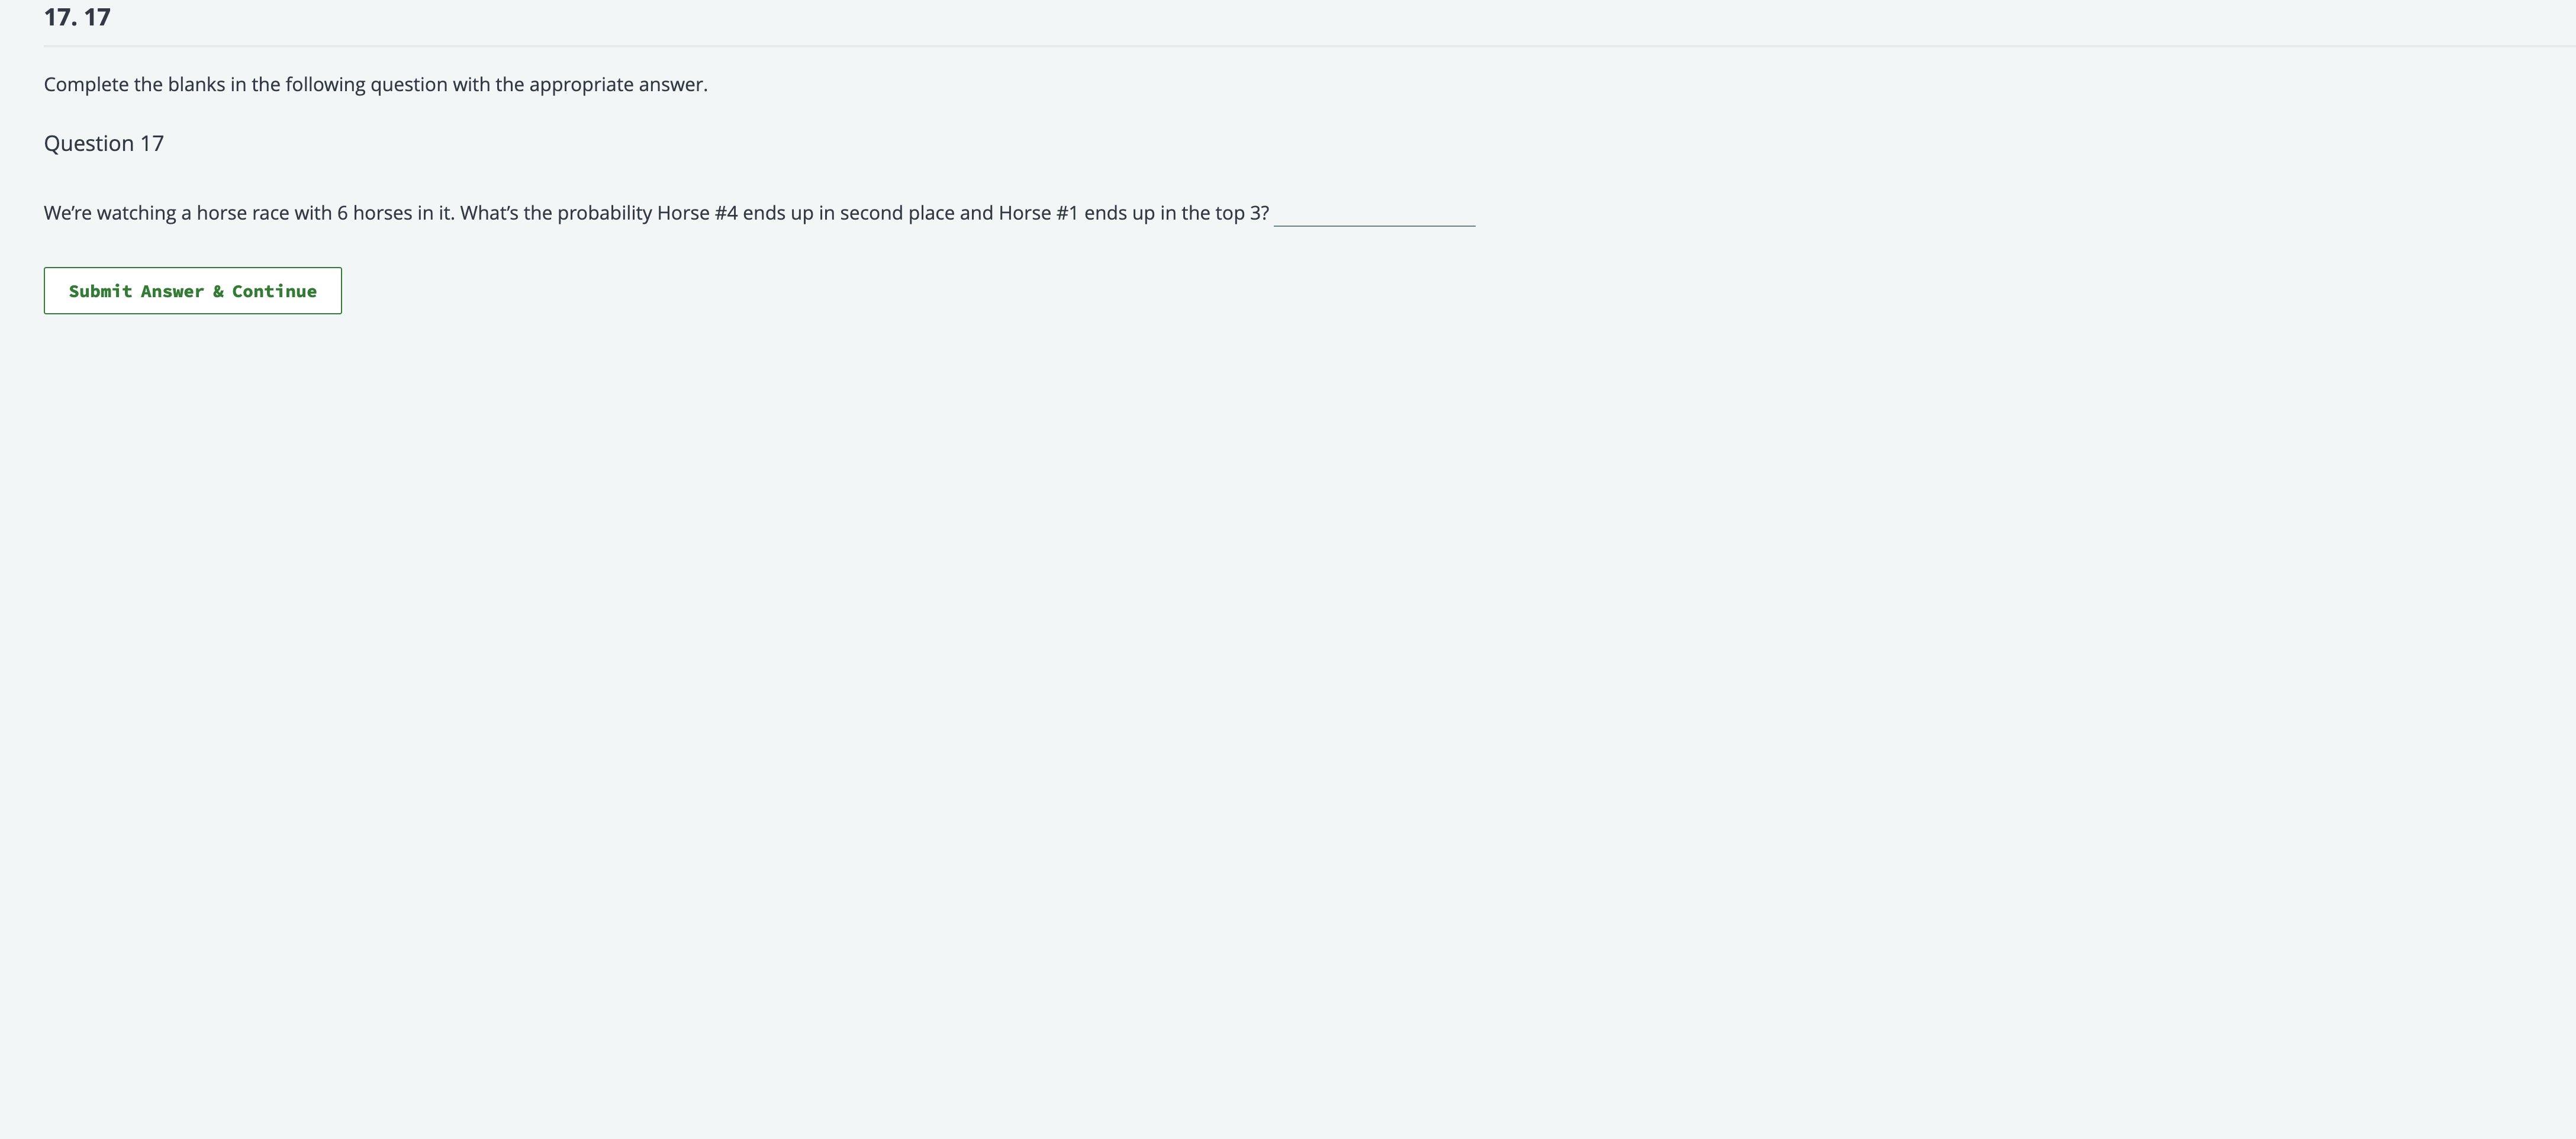 17. 17
Complete the blanks in the following question with the appropriate answer.
Question 17
We’re watching a horse race with 6 horses in it. What’s the probability Horse #4 ends up in second place and Horse #1 ends up in the top 3?
Submit Answer & Continue